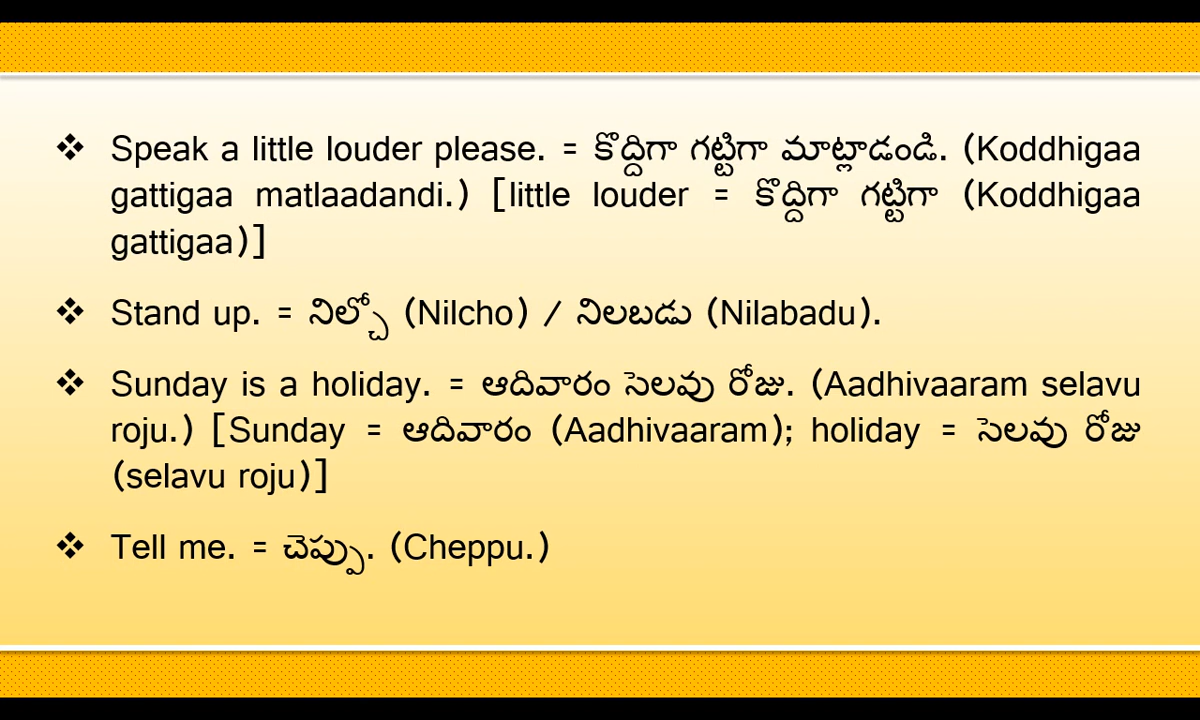 ❖ Speak a little louder please. = కొద్దిగా గట్టిగా మాట్లాడండి. (Koddhigaa
gattigaa matlaadandi.) [little louder = కొద్దిగా గట్టిగా (Koddhigaa
gattigaa)]
❖ Stand up. = నిల్చో (Nilcho) / నిలబడు (Nilabadu).
❖ Sunday is a holiday. = ఆదివారం సెలవు రోజు. (Aadhivaaram selavu
roju.) [Sunday = ఆదివారం (Aadhivaaram); holiday = సెలవు రోజు
(selavu roju)]
❖ Tell me. = చెప్పు. (Cheppu.)